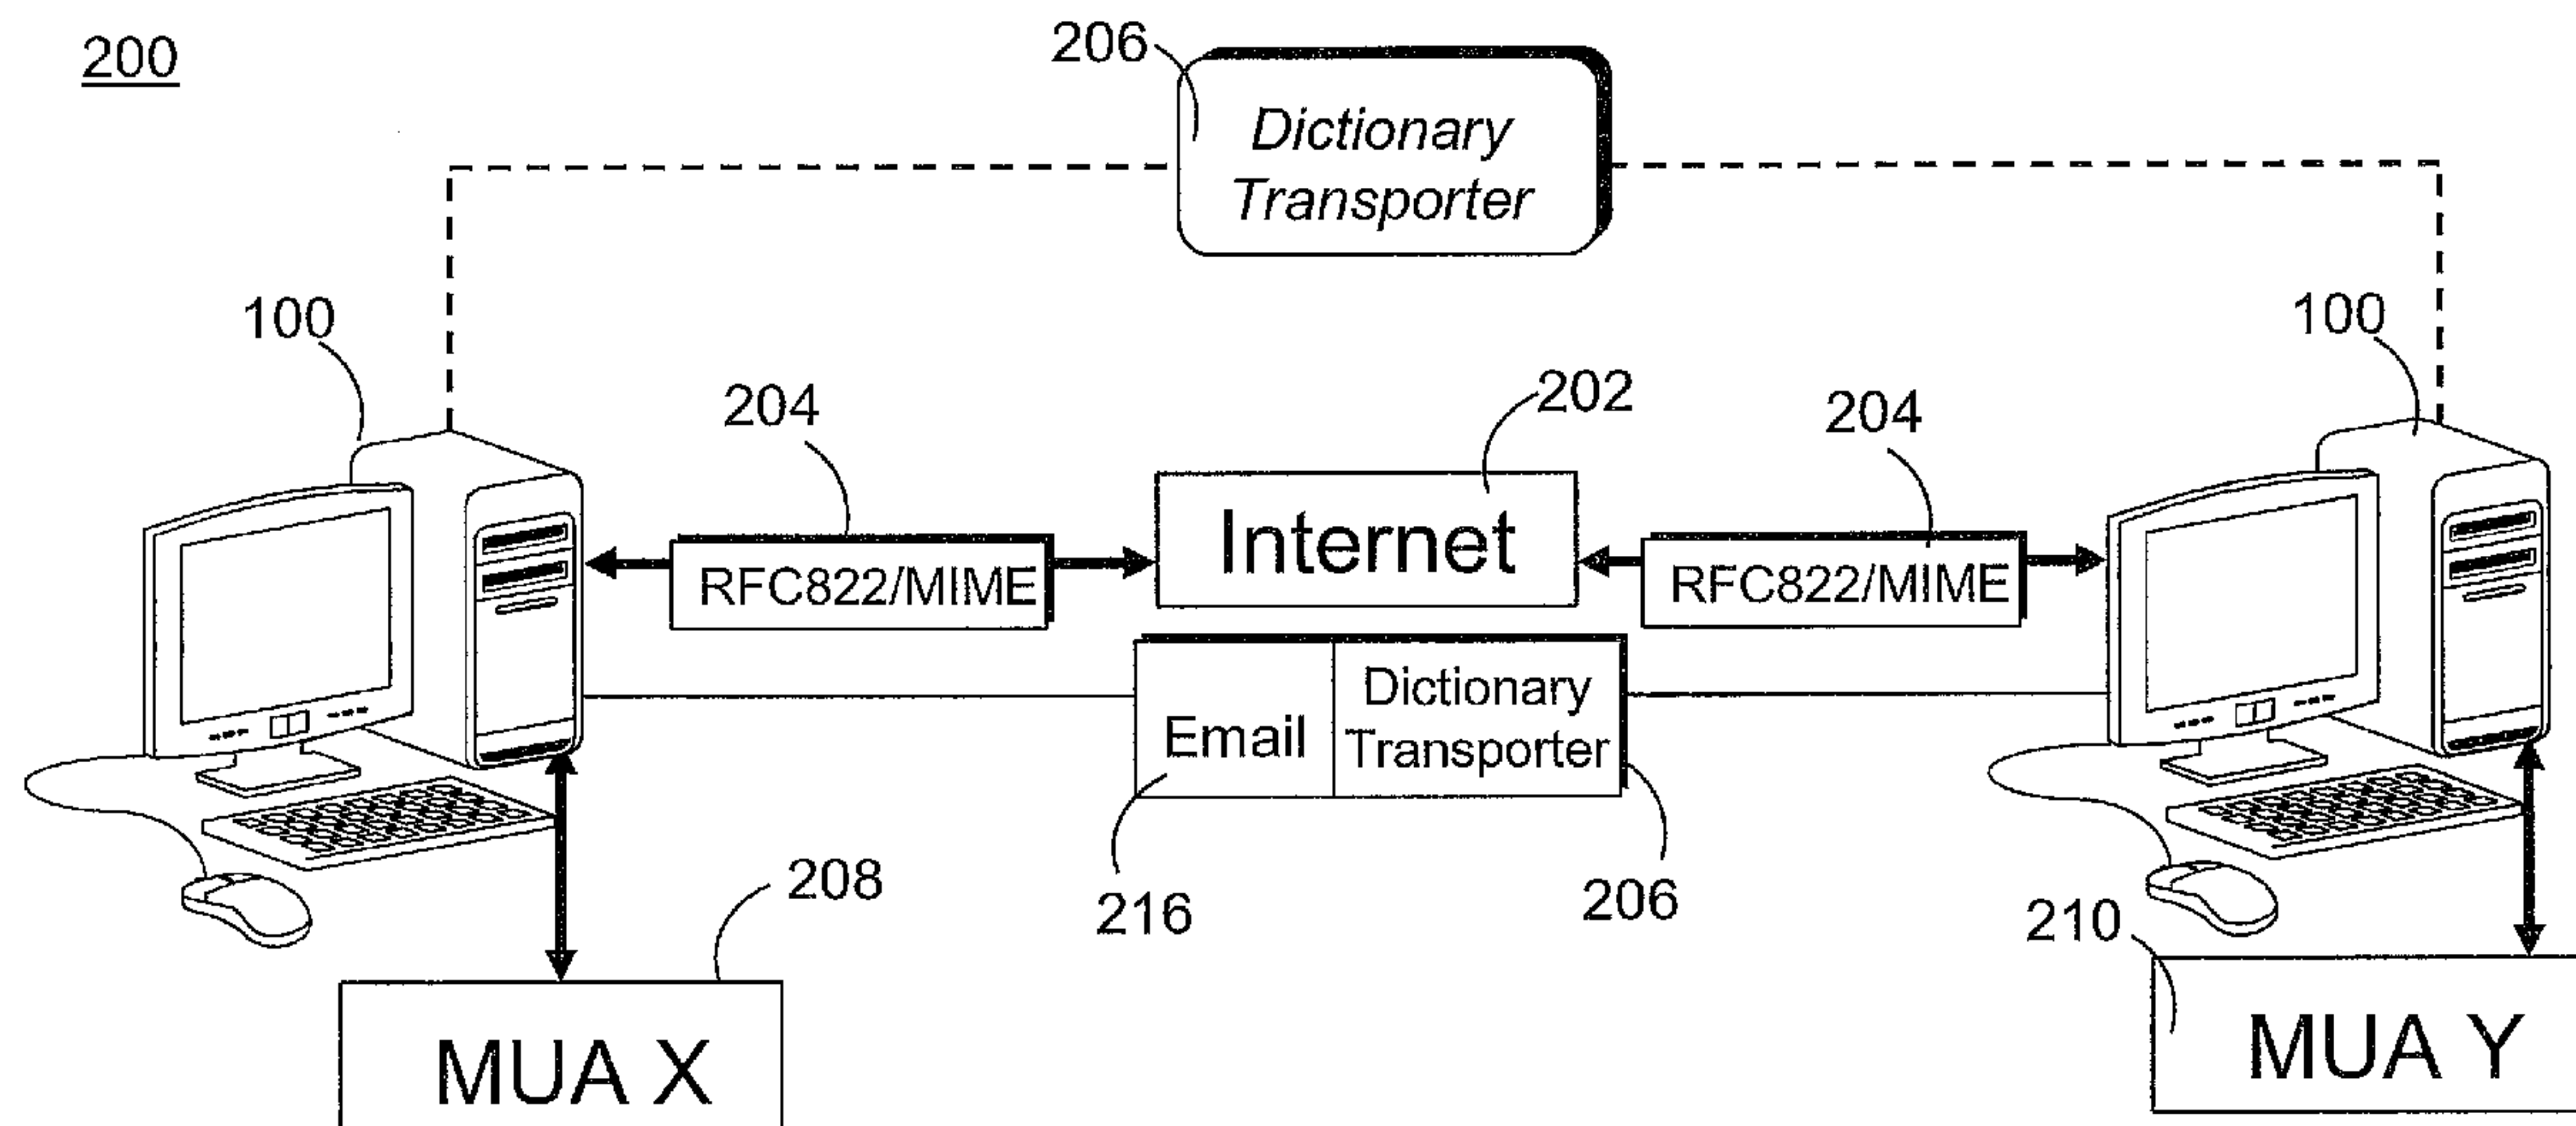 200
206
Dictionary
Transporter
100
100
204
202
204
Internet
RFC822/MIME
RFC822/MIME
Email
Dictionary
Transporter
208
216
206
210
MUA X
MUA Y